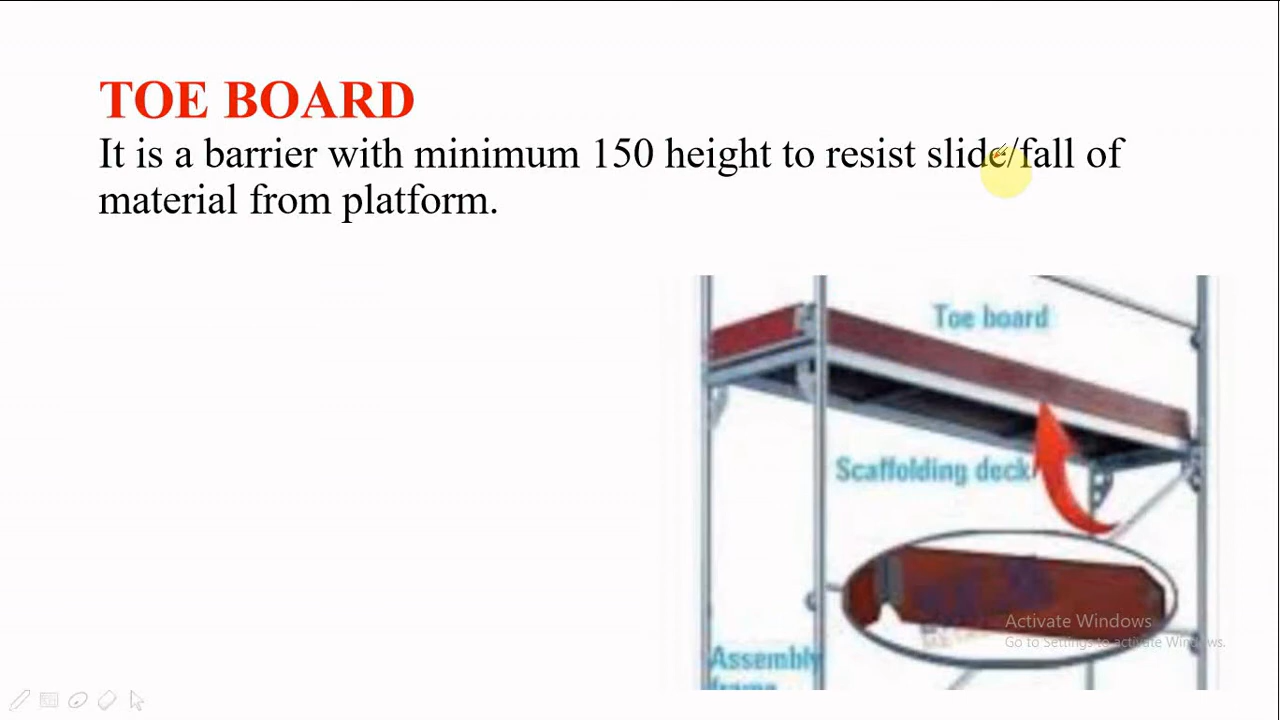 TOE BOARD
It is a barrier with minimum 150 height to resist slide/fall of
material from platform.
Toe board
Scaffolding deck
Activate Windows
Go to Settings to activate Windows.
Assembly
frame